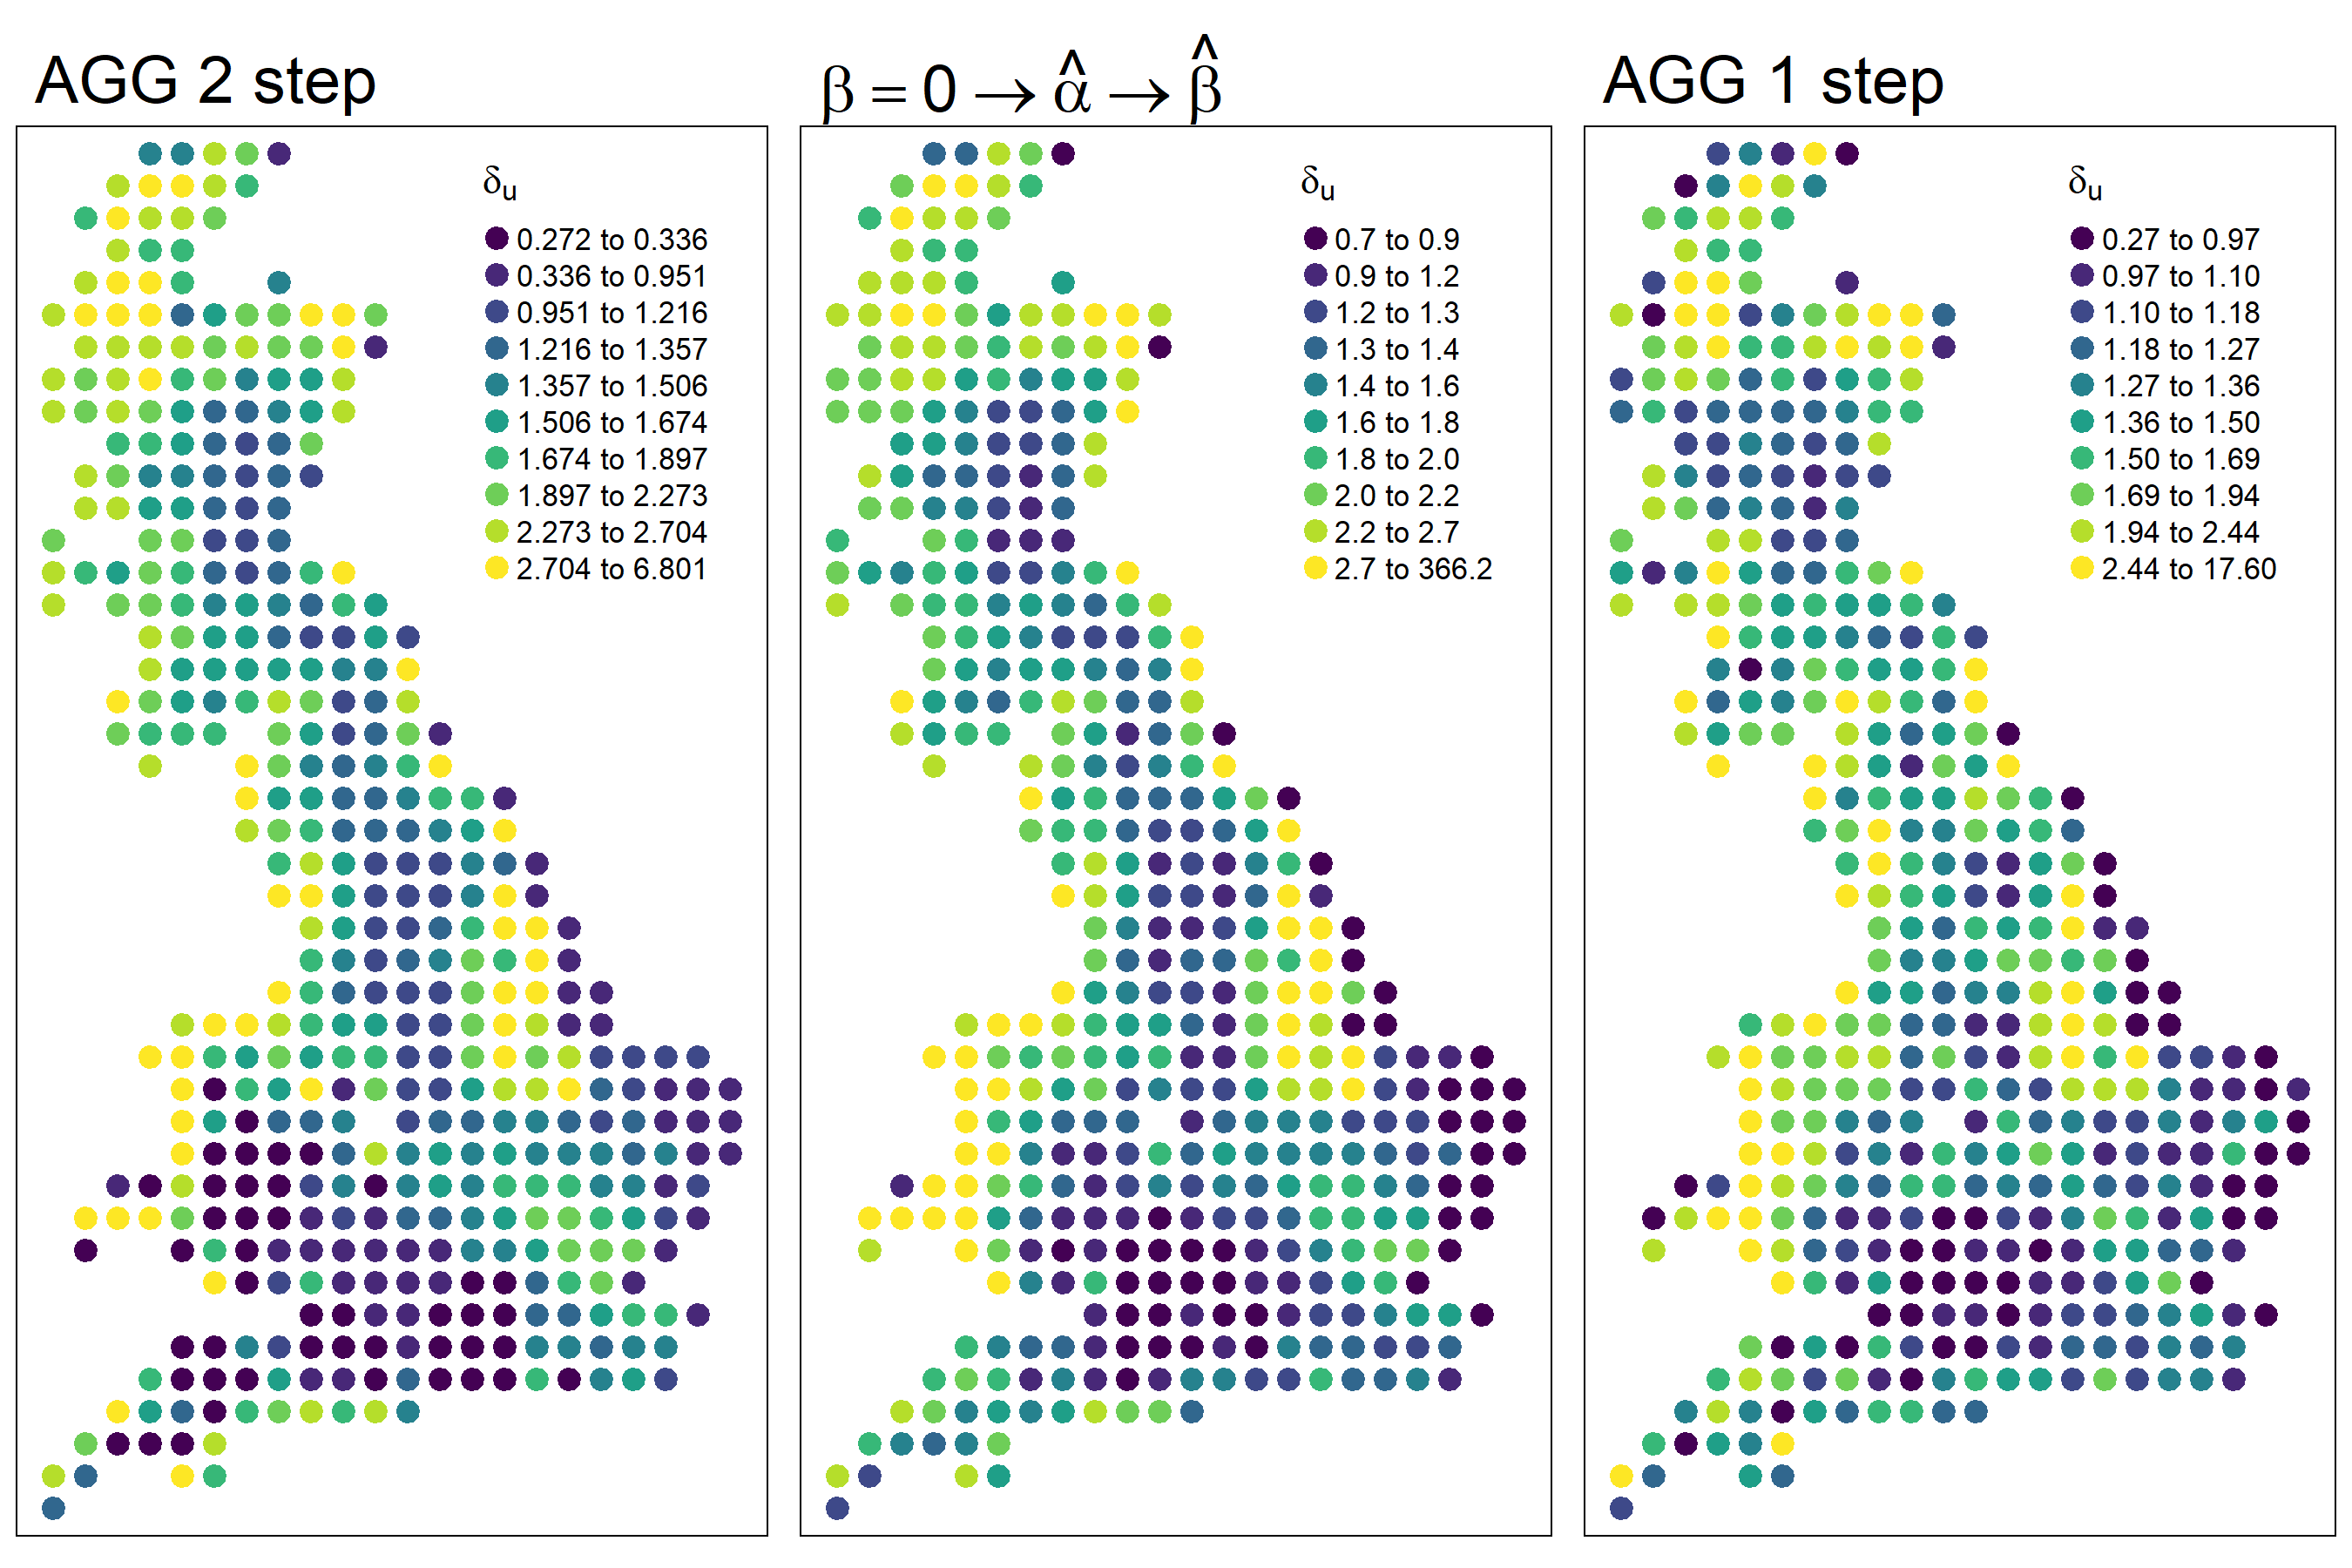 AGG 2 step
δu
0.272 to 0.336
0.336 to 0.951
0.951 to 1.216
1.216 to 1.357
1.357 to 1.506
1.506 to 1.674
1.674 to 1.897
1.897 to 2.273
2.273 to 2.704
2.704 to 6.801
β = 0 → α̂ → β̂
δu
0.7 to 0.9
0.9 to 1.2
1.2 to 1.3
1.3 to 1.4
1.4 to 1.6
1.6 to 1.8
1.8 to 2.0
2.0 to 2.2
2.2 to 2.7
2.7 to 366.2
AGG 1 step
δu
0.27 to 0.97
0.97 to 1.10
1.10 to 1.18
1.18 to 1.27
1.27 to 1.36
1.36 to 1.50
1.50 to 1.69
1.69 to 1.94
1.94 to 2.44
2.44 to 17.60